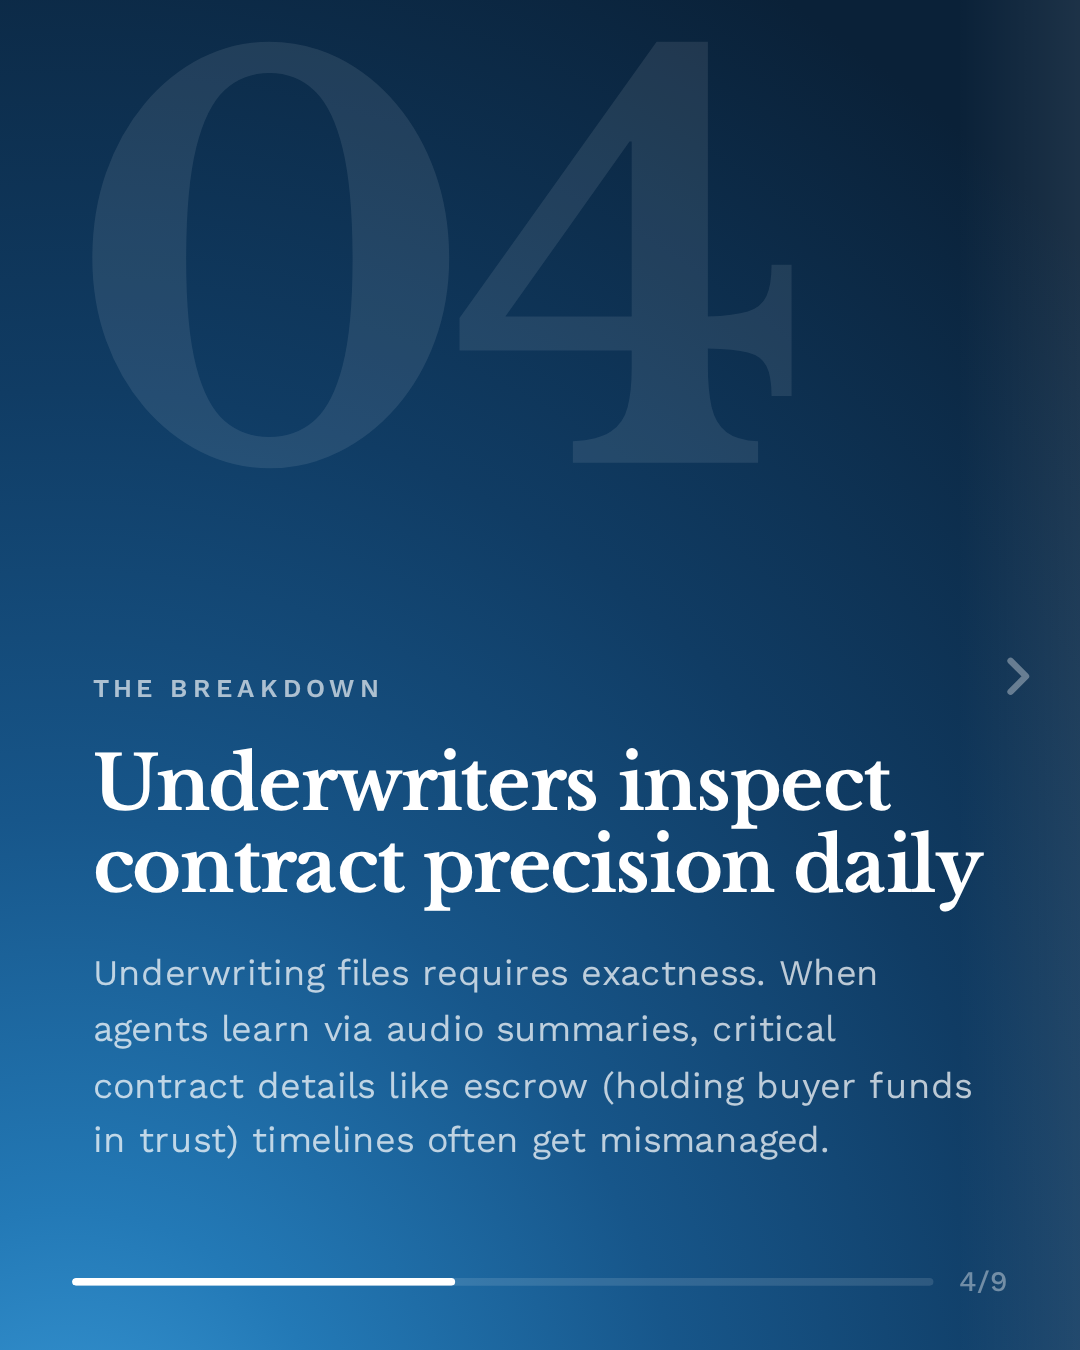 04
THE BREAKDOWN
Underwriters inspect
contract precision daily
Underwriting files requires exactness. When
agents learn via audio summaries, critical
contract details like escrow (holding buyer funds
in trust) timelines often get mismanaged.
4/9